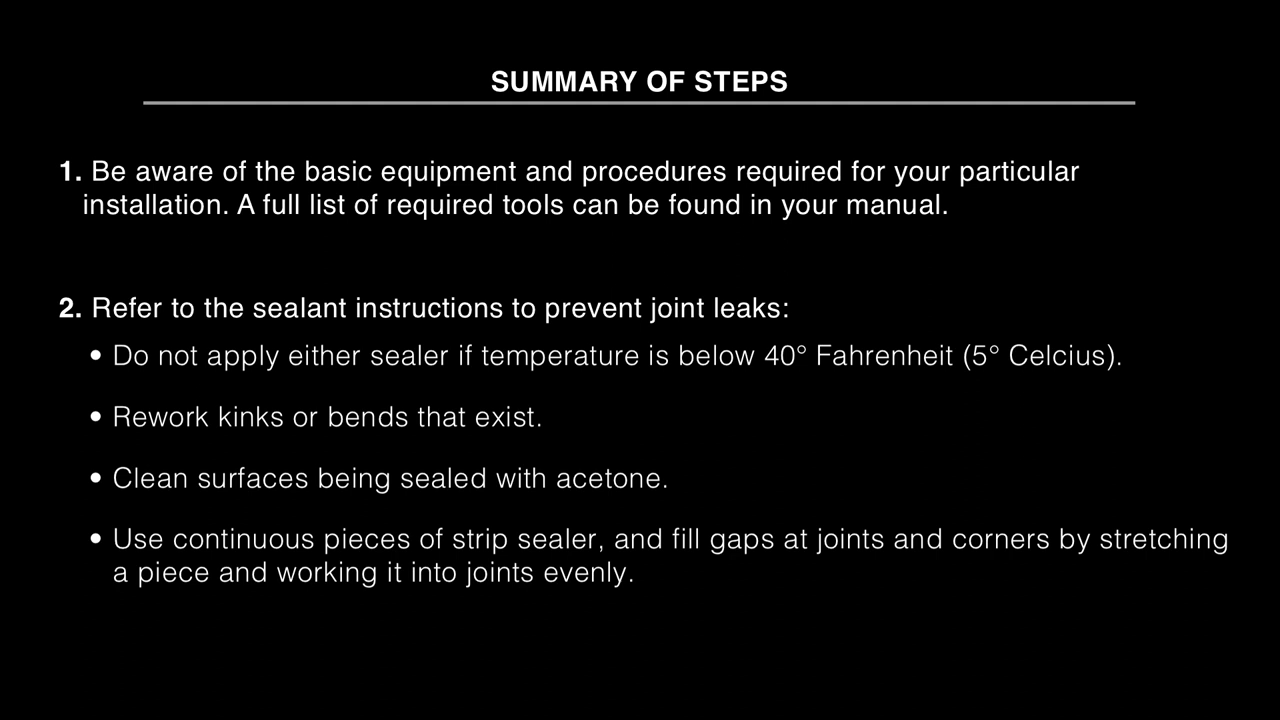 SUMMARY OF STEPS
1. Be aware of the basic equipment and procedures required for your particular
installation. A full list of required tools can be found in your manual.
2. Refer to the sealant instructions to prevent joint leaks:
• Do not apply either sealer if temperature is below 40° Fahrenheit (5° Celcius).
• Rework kinks or bends that exist.
• Clean surfaces being sealed with acetone.
• Use continuous pieces of strip sealer, and fill gaps at joints and corners by stretching
a piece and working it into joints evenly.